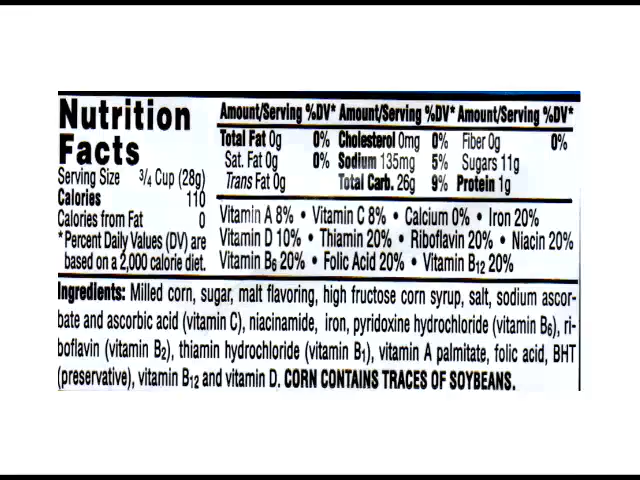 Nutrition
Facts
Serving Size 3/4 Cup (28g)
Calories 110
Calories from Fat 0
*Percent Daily Values (DV) are
based on a 2,000 calorie diet.
Amount/Serving %DV* Amount/Serving %DV* Amount/Serving %DV*
Total Fat 0g 0% Cholesterol 0mg 0% Fiber 0g 0%
Sat. Fat 0g 0% Sodium 135mg 5% Sugars 11g
Trans Fat 0g Total Carb. 26g 9% Protein 1g
Vitamin A 8% • Vitamin C 8% • Calcium 0% • Iron 20%
Vitamin D 10% • Thiamin 20% • Riboflavin 20% • Niacin 20%
Vitamin B6 20% • Folic Acid 20% • Vitamin B12 20%
Ingredients: Milled corn, sugar, malt flavoring, high fructose corn syrup, salt, sodium ascor-
bate and ascorbic acid (vitamin C), niacinamide, iron, pyridoxine hydrochloride (vitamin B6), ri-
boflavin (vitamin B2), thiamin hydrochloride (vitamin B1), vitamin A palmitate, folic acid, BHT
(preservative), vitamin B12 and vitamin D. CORN CONTAINS TRACES OF SOYBEANS.